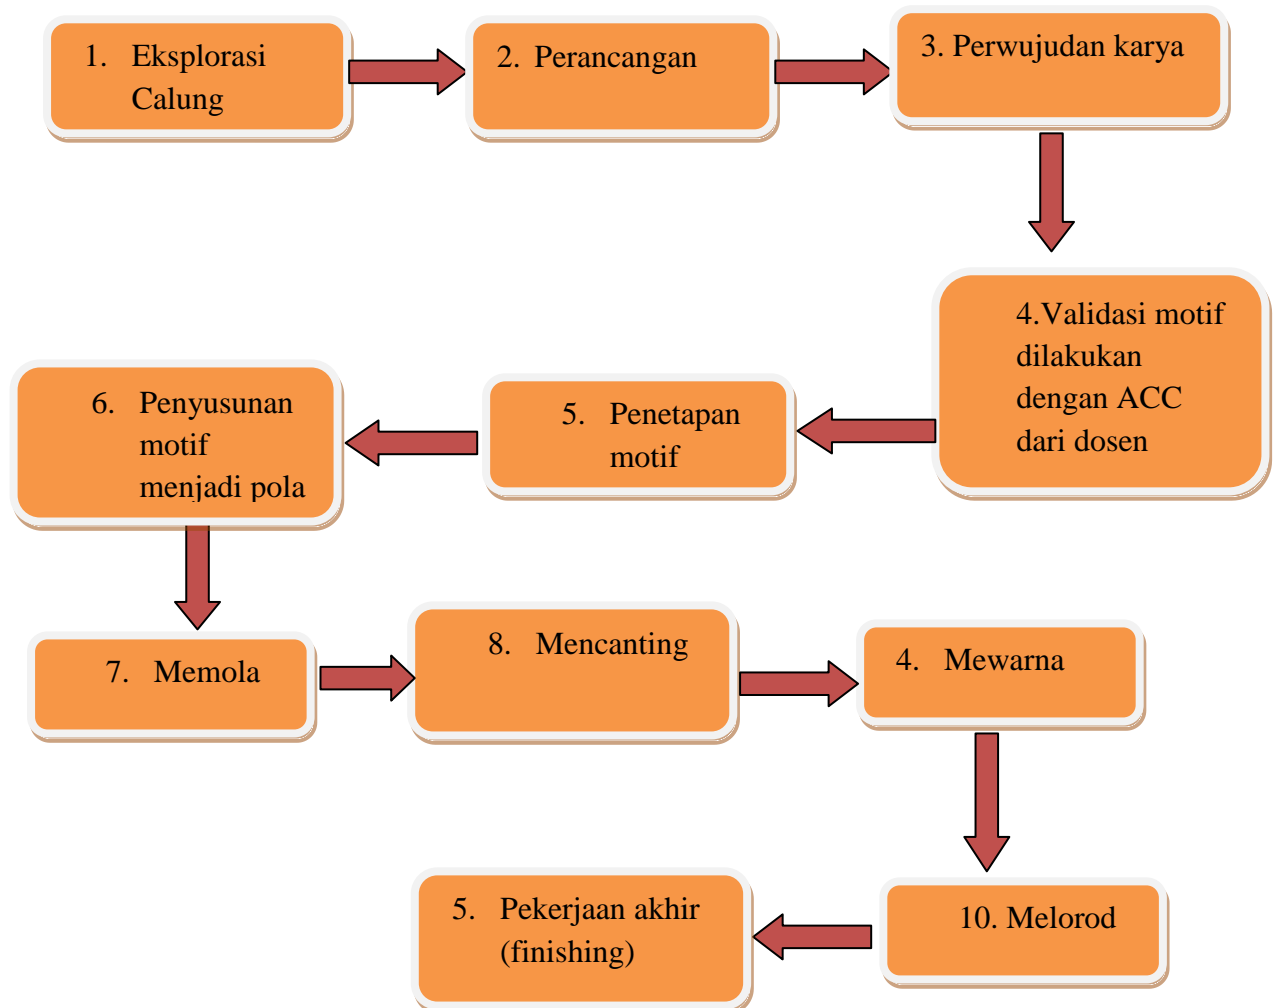 1. Eksplorasi
Calung
2. Perancangan
3. Perwujudan karya
4.Validasi motif
dilakukan
dengan ACC
dari dosen
5. Penetapan
motif
6. Penyusunan
motif
menjadi pola
7. Memola
8. Mencanting
4. Mewarna
10. Melorod
5. Pekerjaan akhir
(finishing)